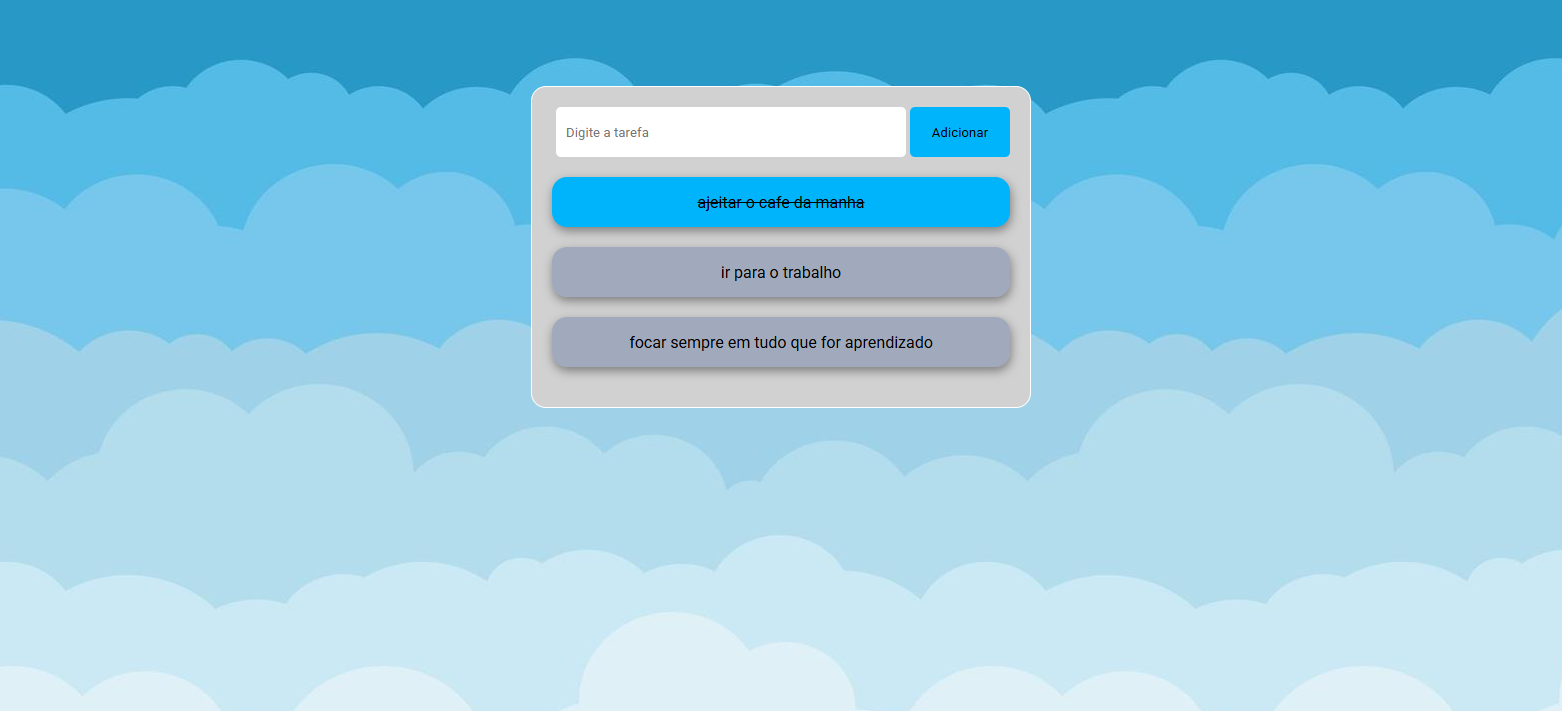 Digite a tarefa
Adicionar
ajeitar o cafe da manha
ir para o trabalho
focar sempre em tudo que for aprendizado